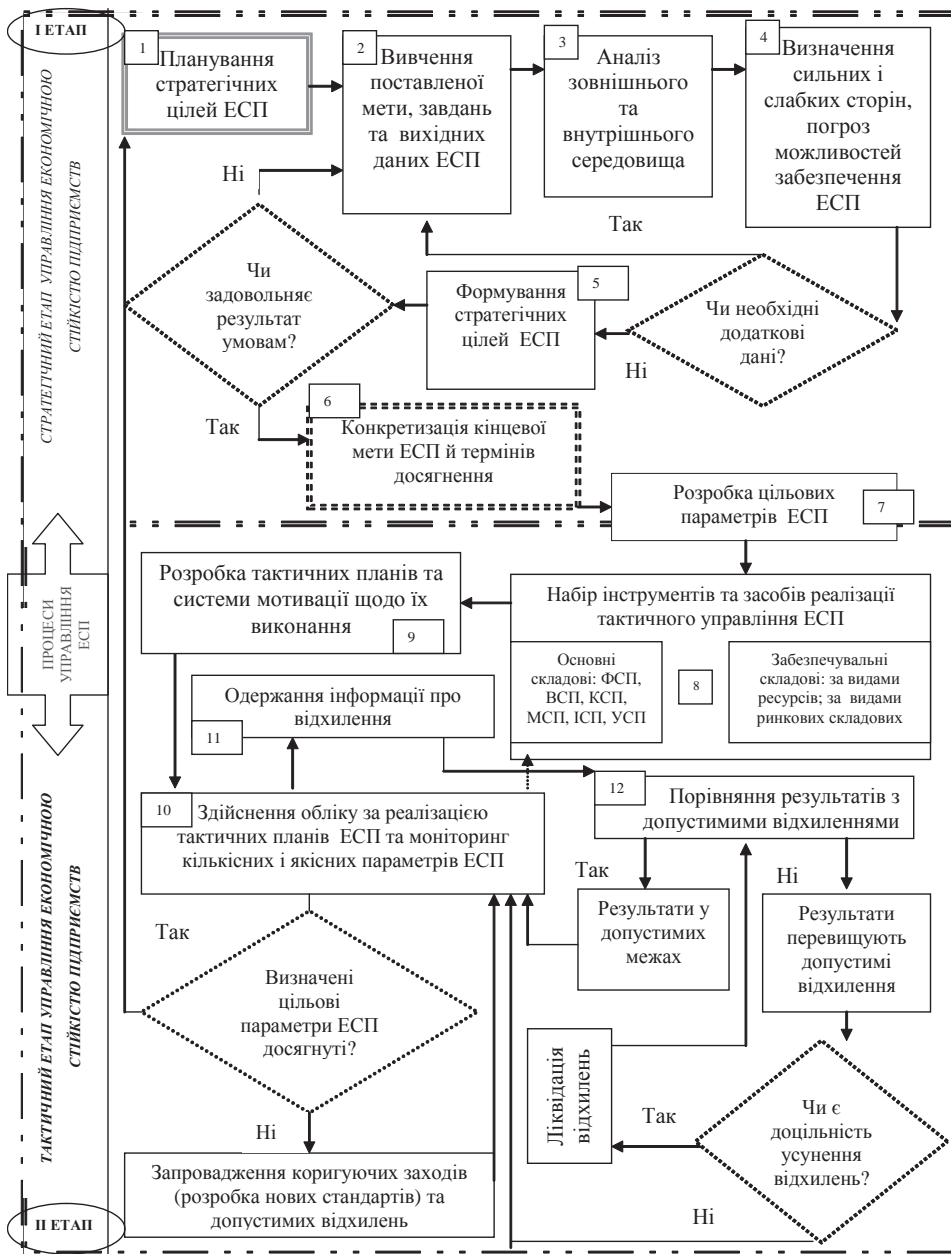 I ЕТАП
СТРАТЕГІЧНИЙ ЕТАП УПРАВЛІННЯ ЕКОНОМІЧНОЮ
СТІЙКІСТЮ ПІДПРИЄМСТВ
1
Планування
стратегічних
цілей ЕСП
2
Вивчення
поставленої
мети, завдань
та вихідних
даних ЕСП
3
Аналіз
зовнішнього
та
внутрішнього
середовища
4
Визначення
сильних і
слабких сторін,
погроз
можливостей
забезпечення
ЕСП
Ні
Так
Чи
задовольняє
результат
умовам?
5
Формування
стратегічних
цілей ЕСП
Чи необхідні
додаткові
дані?
Ні
Так
6
Конкретизація кінцевої
мети ЕСП й термінів
досягнення
Розробка цільових
параметрів ЕСП
7
ПРОЦЕСИ
УПРАВЛІННЯ
ЕСП
Розробка тактичних планів та
системи мотивації щодо їх
виконання
9
Набір інструментів та засобів реалізації
тактичного управління ЕСП
Основні
складові: ФСП,
ВСП, КСП,
МСП, ІСП, УСП
8
Забезпечувальні
складові: за видами
ресурсів; за видами
ринкових складових
Одержання інформації про
відхилення
11
10
Здійснення обліку за реалізацією
тактичних планів ЕСП та моніторинг
кількісних і якісних параметрів ЕСП
12
Порівняння результатів з
допустимими відхиленнями
Так
Ні
Результати у
допустимих
межах
Результати
перевищують
допустимі
відхилення
Так
Визначені
цільові
параметри ЕСП
досягнуті?
Ні
Ліквідація
відхилень
Так
Чи є
доцільність
усунення
відхилень?
Ні
Запровадження коригуючих заходів
(розробка нових стандартів) та
допустимих відхилень
ТАКТИЧНИЙ ЕТАП УПРАВЛІННЯ ЕКОНОМІЧНОЮ
СТІЙКІСТЮ ПІДПРИЄМСТВ
II ЕТАП